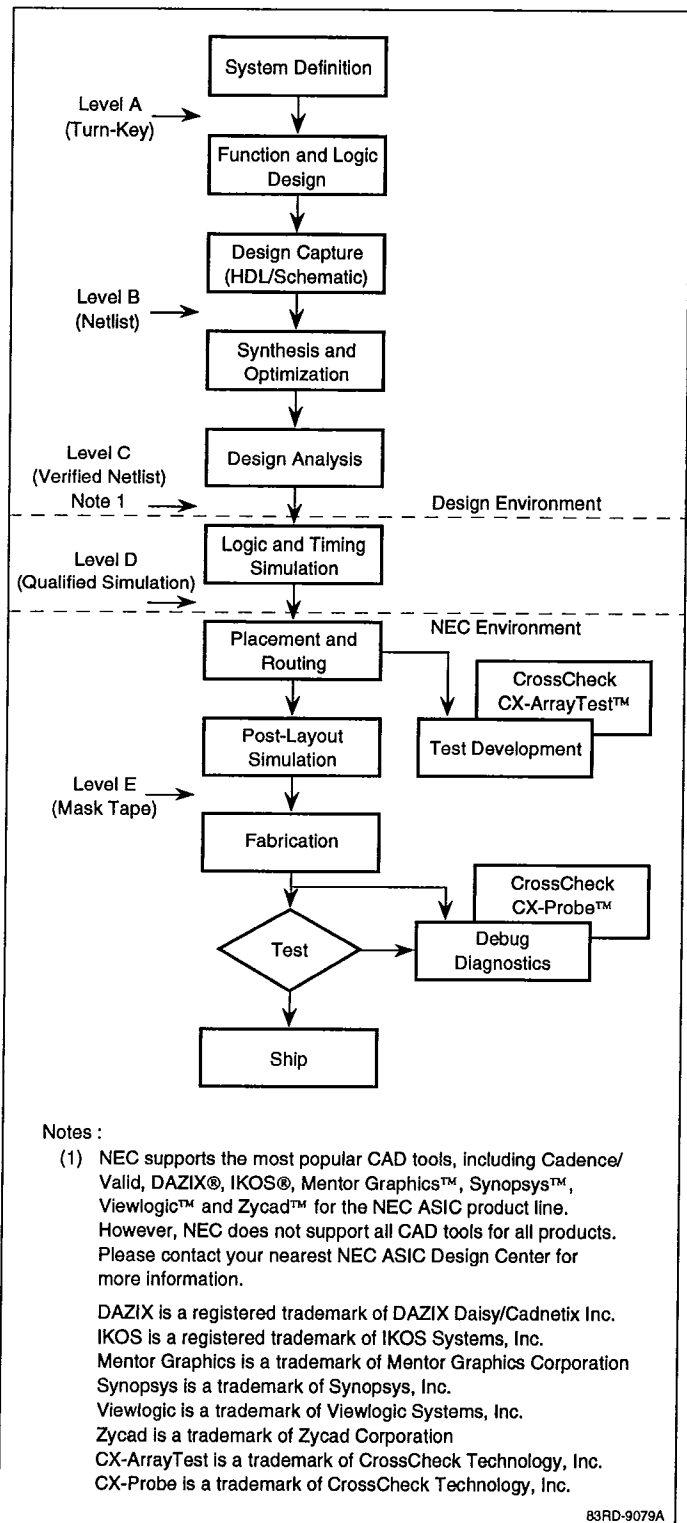 System Definition
Level A
(Turn-Key)
Function and Logic
Design
Design Capture
(HDL/Schematic)
Level B
(Netlist)
Synthesis and
Optimization
Level C
(Verified Netlist)
Note 1
Design Analysis
Design Environment
Level D
(Qualified Simulation)
Logic and Timing
Simulation
NEC Environment
Placement and
Routing
CrossCheck
CX-ArrayTest™
Test Development
Post-Layout
Simulation
Level E
(Mask Tape)
Fabrication
CrossCheck
CX-Probe™
Test
Debug
Diagnostics
Ship
Notes :
(1) NEC supports the most popular CAD tools, including Cadence/
Valid, DAZIX®, IKOS®, Mentor Graphics™, Synopsys™,
Viewlogic™ and Zycad™ for the NEC ASIC product line.
However, NEC does not support all CAD tools for all products.
Please contact your nearest NEC ASIC Design Center for
more information.
DAZIX is a registered trademark of DAZIX Daisy/Cadnetix Inc.
IKOS is a registered trademark of IKOS Systems, Inc.
Mentor Graphics is a trademark of Mentor Graphics Corporation
Synopsys is a trademark of Synopsys, Inc.
Viewlogic is a trademark of Viewlogic Systems, Inc.
Zycad is a trademark of Zycad Corporation
CX-ArrayTest is a trademark of CrossCheck Technology, Inc.
CX-Probe is a trademark of CrossCheck Technology, Inc.
83RD-9079A